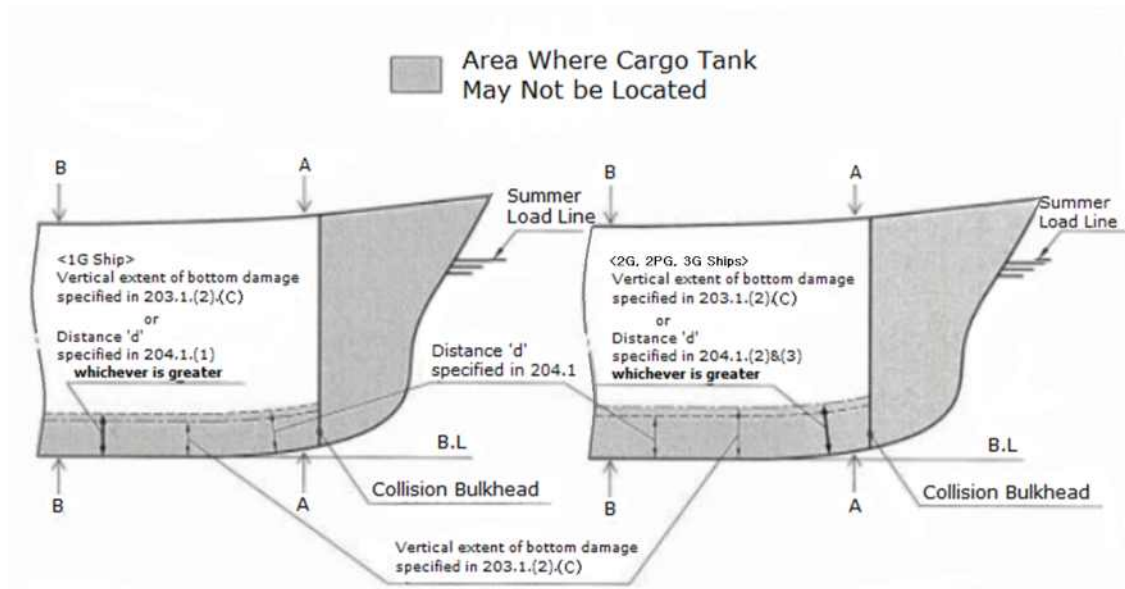 Area Where Cargo Tank
May Not be Located
B
A
Summer
Load Line
<1G Ship>
Vertical extent of bottom damage
specified in 203.1.(2).(C)
or
Distance 'd'
specified in 204.1.(1)
whichever is greater
Distance 'd'
specified in 204.1
B.L
Collision Bulkhead
B
A
B
A
Summer
Load Line
<2G, 2PG, 3G Ships>
Vertical extent of bottom damage
specified in 203.1.(2).(C)
or
Distance 'd'
specified in 204.1.(2)&(3)
whichever is greater
B.L
Collision Bulkhead
B
A
Vertical extent of bottom damage
specified in 203.1.(2).(C)